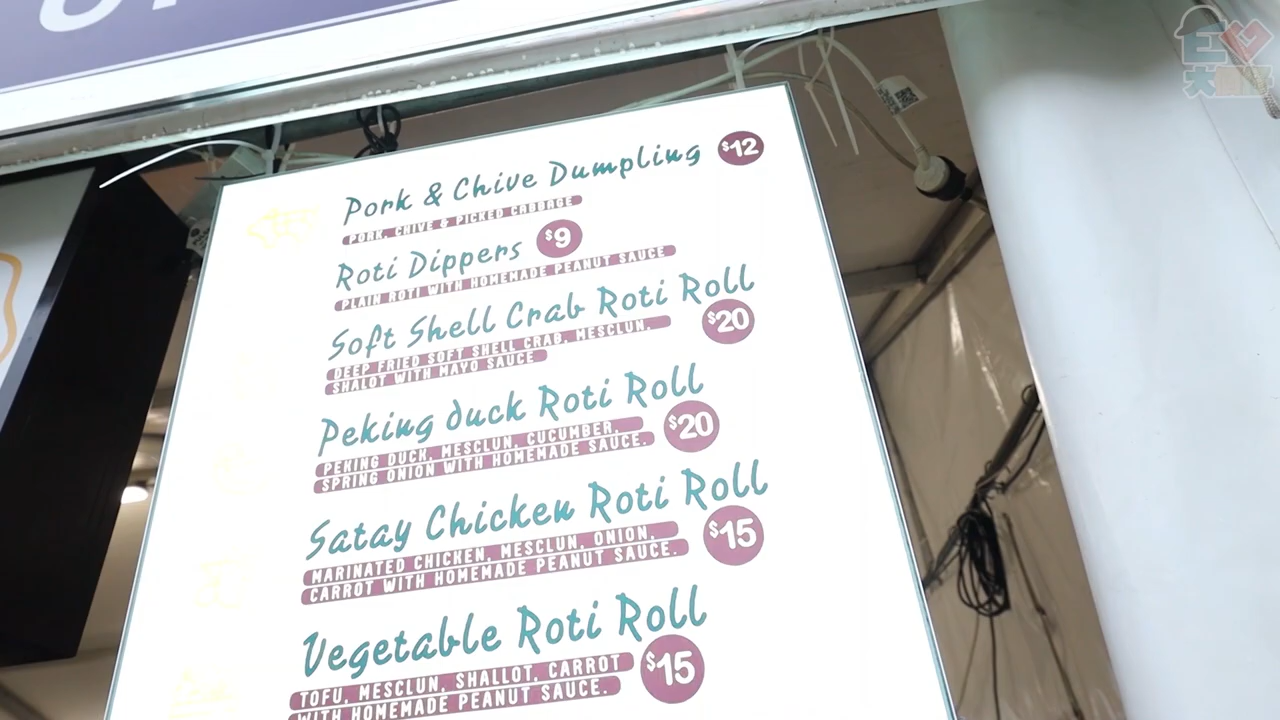 Pork & Chive Dumpling $12
PORK, CHIVE & PICKED CABBAGE
Roti Dippers $9
PLAIN ROTI WITH HOMEMADE PEANUT SAUCE
Soft Shell Crab Roti Roll
DEEP FRIED SOFT SHELL CRAB, MESCLUN,
SHALOT WITH MAYO SAUCE
$20
Peking duck Roti Roll
PEKING DUCK, MESCLUN, CUCUMBER,
SPRING ONION WITH HOMEMADE SAUCE.
$20
Satay Chicken Roti Roll
MARINATED CHICKEN, MESCLUN, ONION,
CARROT WITH HOMEMADE PEANUT SAUCE.
$15
Vegetable Roti Roll
TOFU, MESCLUN, SHALLOT, CARROT
WITH HOMEMADE PEANUT SAUCE.
$15